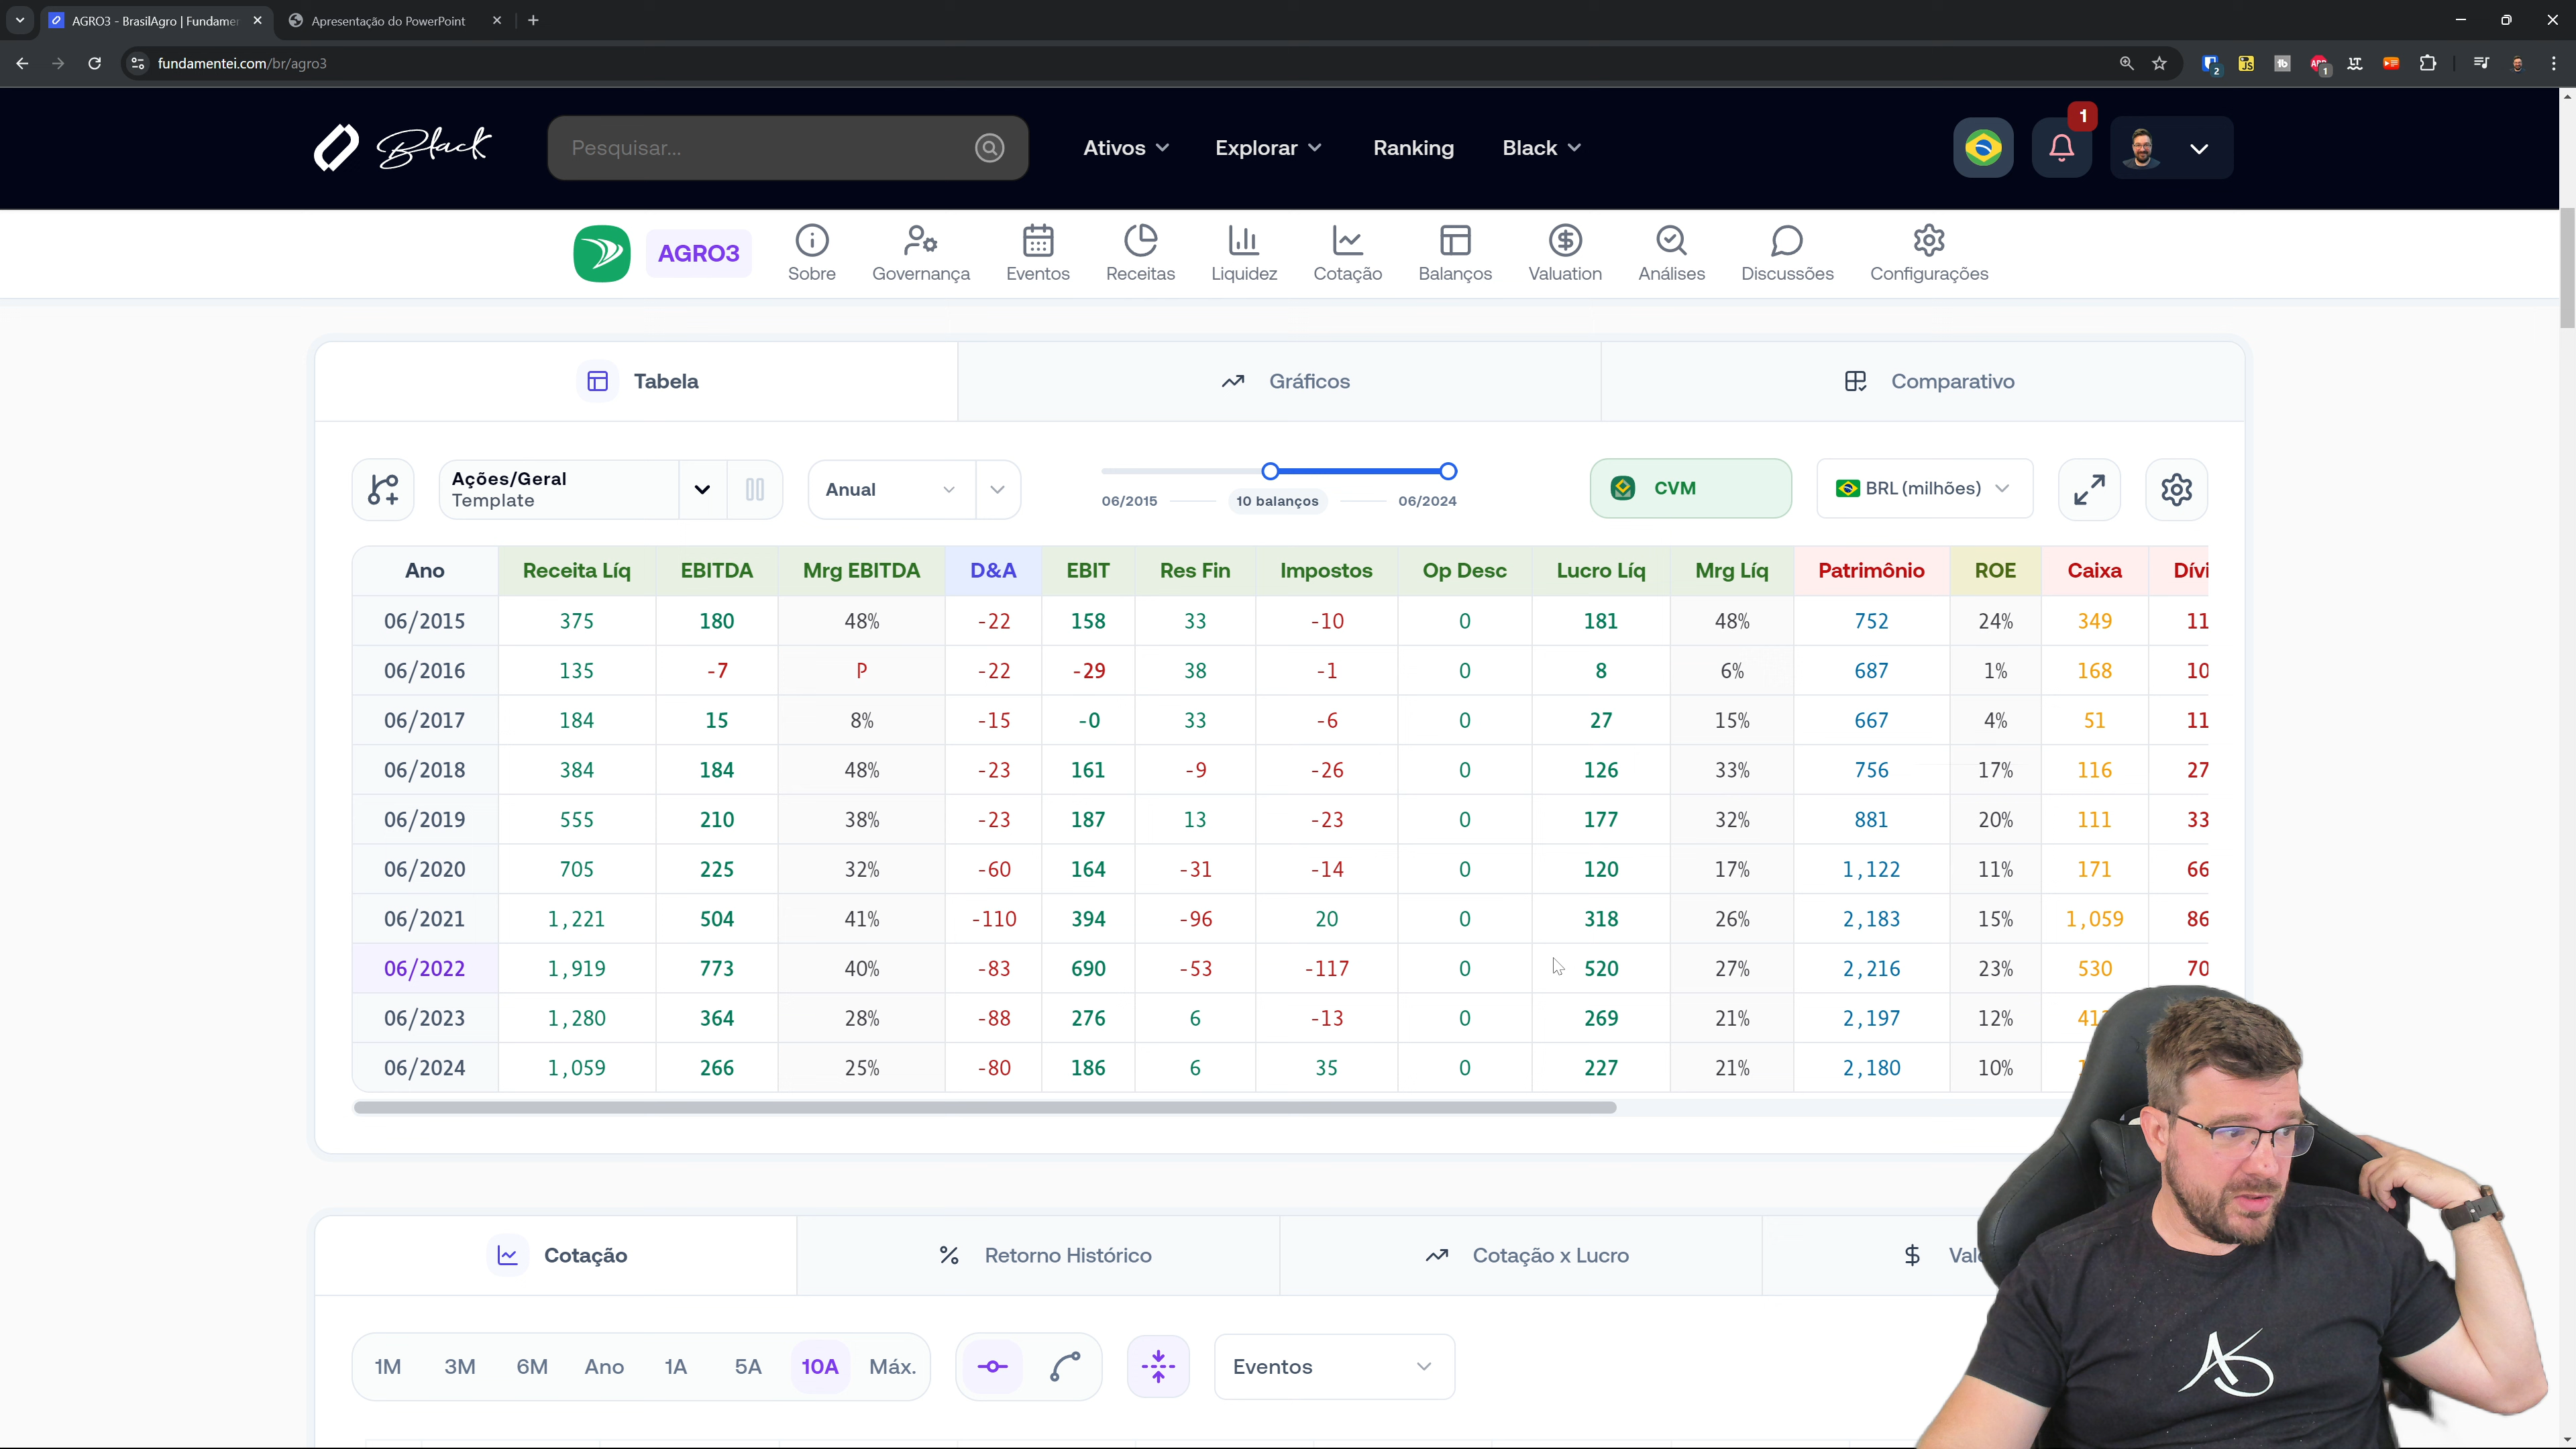 AGRO3 - BrasilAgro | Fundamer
Apresentação do PowerPoint
fundamentei.com/br/agro3
2
1
Black
Pesquisar...
Ativos
Explorar
Ranking
Black
1
AGRO3
Sobre
Governança
Eventos
Receitas
Liquidez
Cotação
Balanços
Valuation
Análises
Discussões
Configurações
Tabela
Gráficos
Comparativo
Ações/Geral
Template
Anual
06/2015
10 balanços
06/2024
CVM
BRL (milhões)
Ano Receita Líq EBITDA Mrg EBITDA D&A EBIT Res Fin Impostos Op Desc Lucro Líq Mrg Líq Patrimônio ROE Caixa Dívi
06/2015 375 180 48% -22 158 33 -10 0 181 48% 752 24% 349 11
06/2016 135 -7 P -22 -29 38 -1 0 8 6% 687 1% 168 10
06/2017 184 15 8% -15 -0 33 -6 0 27 15% 667 4% 51 11
06/2018 384 184 48% -23 161 -9 -26 0 126 33% 756 17% 116 27
06/2019 555 210 38% -23 187 13 -23 0 177 32% 881 20% 111 33
06/2020 705 225 32% -60 164 -31 -14 0 120 17% 1,122 11% 171 66
06/2021 1,221 504 41% -110 394 -96 20 0 318 26% 2,183 15% 1,059 86
06/2022 1,919 773 40% -83 690 -53 -117 0 520 27% 2,216 23% 530 70
06/2023 1,280 364 28% -88 276 6 -13 0 269 21% 2,197 12% 41
06/2024 1,059 266 25% -80 186 6 35 0 227 21% 2,180 10%
Cotação
Retorno Histórico
Cotação x Lucro
1M 3M 6M Ano 1A 5A 10A Máx.
Eventos